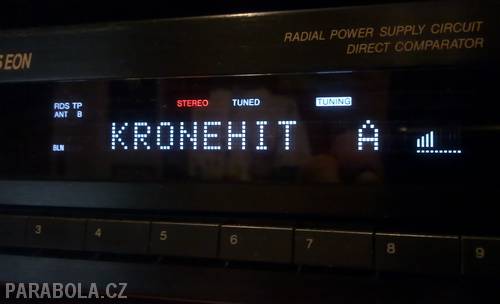 RADIAL POWER SUPPLY CIRCUIT
DIRECT COMPARATOR
EON
RDS TP
ANT B
STEREO TUNED TUNING
KRONEHIT A
BLN
3 4 5 6 7 8 9
PARABOLA.CZ